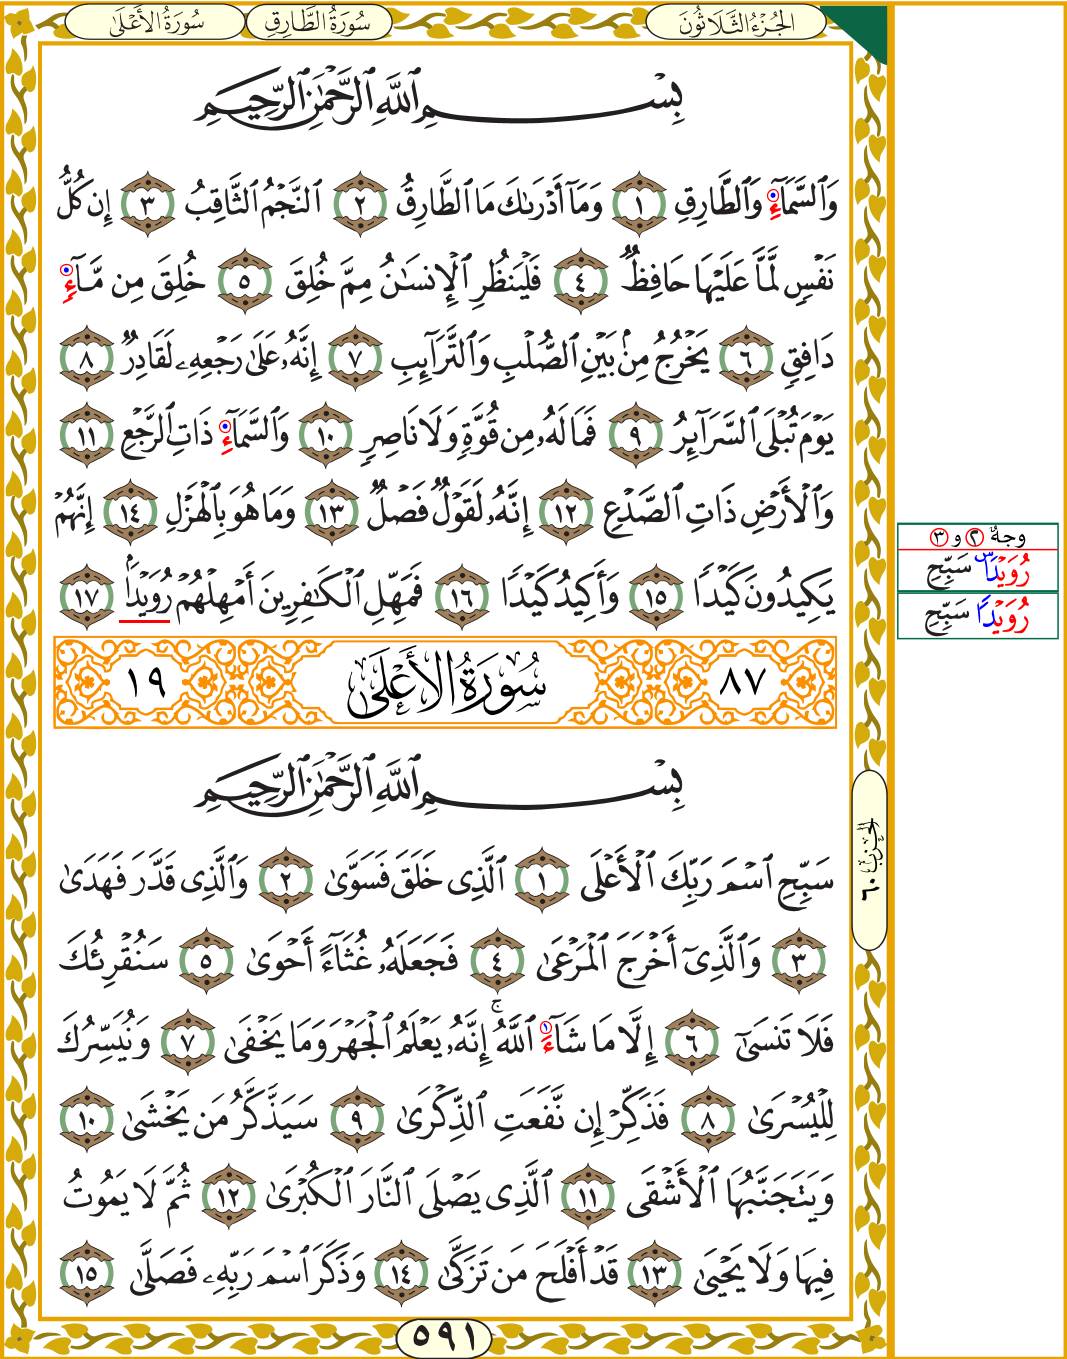 سُورَةُ الأَعْلَىٰ سُورَةُ الطَّارِقِ الجُزْءُ الثَّلَاثُونَ
بِسْمِ ٱللَّهِ ٱلرَّحْمَٰنِ ٱلرَّحِيمِ
وَٱلسَّمَآءِ وَٱلطَّارِقِ ١ وَمَآ أَدْرَىٰكَ مَا ٱلطَّارِقُ ٢ ٱلنَّجْمُ ٱلثَّاقِبُ ٣ إِن كُلُّ
نَفْسٖ لَّمَّا عَلَيْهَا حَافِظٞ ٤ فَلْيَنظُرِ ٱلْإِنسَٰنُ مِمَّ خُلِقَ ٥ خُلِقَ مِن مَّآءٖ
دَافِقٖ ٦ يَخْرُجُ مِنۢ بَيْنِ ٱلصُّلْبِ وَٱلتَّرَآئِبِ ٧ إِنَّهُۥ عَلَىٰ رَجْعِهِۦ لَقَادِرٞ ٨
يَوْمَ تُبْلَى ٱلسَّرَآئِرُ ٩ فَمَا لَهُۥ مِن قُوَّةٖ وَلَا نَاصِرٖ ١٠ وَٱلسَّمَآءِ ذَاتِ ٱلرَّجْعِ ١١
وَٱلْأَرْضِ ذَاتِ ٱلصَّدْعِ ١٢ إِنَّهُۥ لَقَوْلٞ فَصْلٞ ١٣ وَمَا هُوَ بِٱلْهَزْلِ ١٤ إِنَّهُمْ
يَكِيدُونَ كَيْدٗا ١٥ وَأَكِيدُ كَيْدٗا ١٦ فَمَهِّلِ ٱلْكَٰفِرِينَ أَمْهِلْهُمْ رُوَيْدَۢا ١٧
وجهٌ ٢ و ٣
رُوَيْدَاۜ سَبِّحِ
رُوَيْدٗا سَبِّحِ
٨٧ سُورَةُ الأَعْلَىٰ ١٩
بِسْمِ ٱللَّهِ ٱلرَّحْمَٰنِ ٱلرَّحِيمِ
سَبِّحِ ٱسْمَ رَبِّكَ ٱلْأَعْلَى ١ ٱلَّذِى خَلَقَ فَسَوَّىٰ ٢ وَٱلَّذِى قَدَّرَ فَهَدَىٰ
٣ وَٱلَّذِىٓ أَخْرَجَ ٱلْمَرْعَىٰ ٤ فَجَعَلَهُۥ غُثَآءً أَحْوَىٰ ٥ سَنُقْرِئُكَ
فَلَا تَنسَىٰٓ ٦ إِلَّا مَا شَآءَ ٱللَّهُۚ إِنَّهُۥ يَعْلَمُ ٱلْجَهْرَ وَمَا يَخْفَىٰ ٧ وَنُيَسِّرُكَ
لِلْيُسْرَىٰ ٨ فَذَكِّرْ إِن نَّفَعَتِ ٱلذِّكْرَىٰ ٩ سَيَذَّكَّرُ مَن يَخْشَىٰ ١٠
وَيَتَجَنَّبُهَا ٱلْأَشْقَى ١١ ٱلَّذِى يَصْلَى ٱلنَّارَ ٱلْكُبْرَىٰ ١٢ ثُمَّ لَا يَمُوتُ
فِيهَا وَلَا يَحْيَىٰ ١٣ قَدْ أَفْلَحَ مَن تَزَكَّىٰ ١٤ وَذَكَرَ ٱسْمَ رَبِّهِۦ فَصَلَّىٰ ١٥
الحزب ٦٠
٥٩١